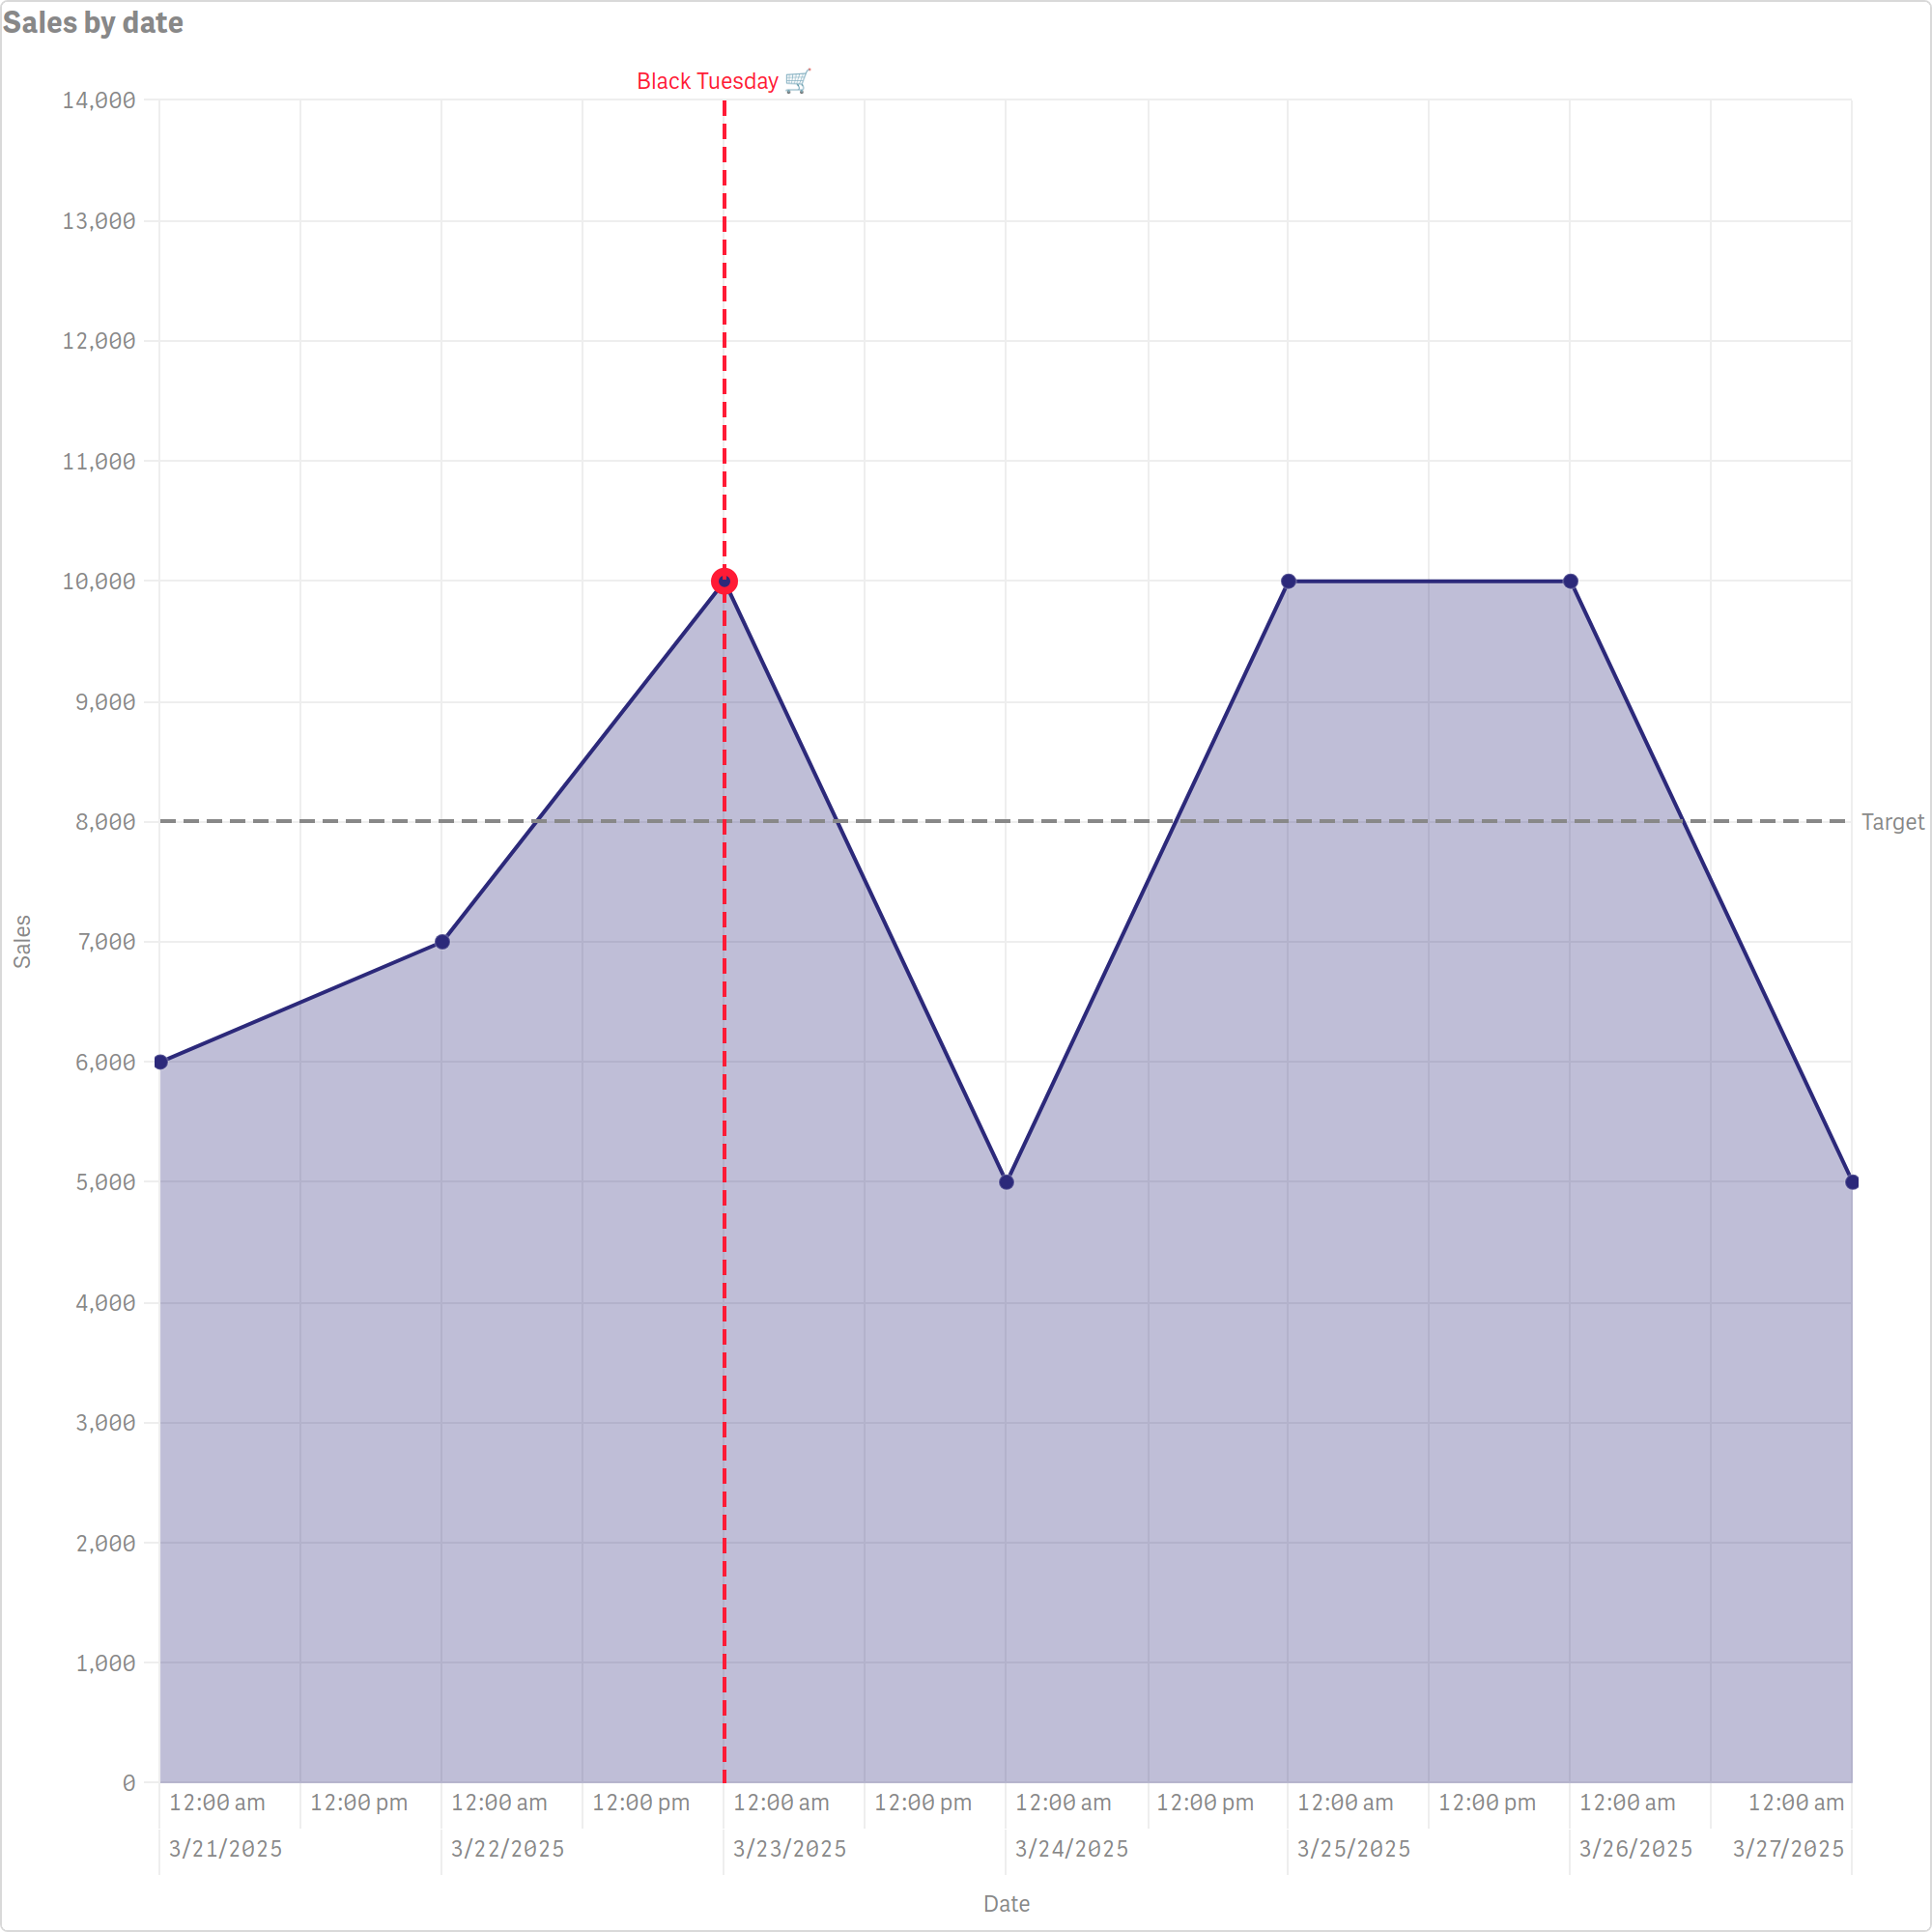 Sales by date
Black Tuesday 🛒
14,000
13,000
12,000
11,000
10,000
9,000
8,000
Target
7,000
Sales
6,000
5,000
4,000
3,000
2,000
1,000
0
12:00 am 12:00 pm 12:00 am 12:00 pm 12:00 am 12:00 pm 12:00 am 12:00 pm 12:00 am 12:00 pm 12:00 am 12:00 am
3/21/2025 3/22/2025 3/23/2025 3/24/2025 3/25/2025 3/26/2025 3/27/2025
Date